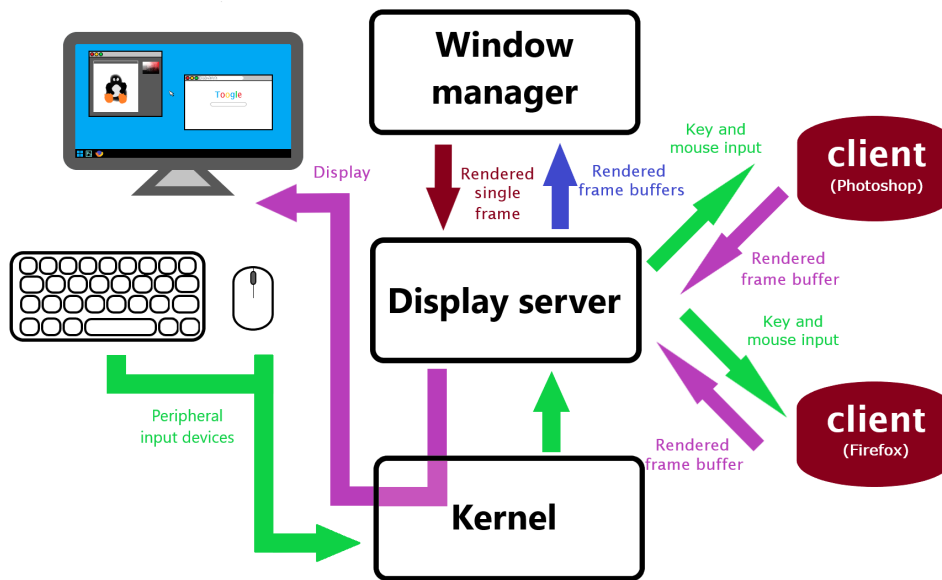 Window
manager
Toogle
Display
Rendered
single
frame
Rendered
frame buffers
Key and
mouse input
client
(Photoshop)
Display server
Rendered
frame buffer
Key and
mouse input
Peripheral
input devices
Rendered
frame buffer
client
(Firefox)
Kernel